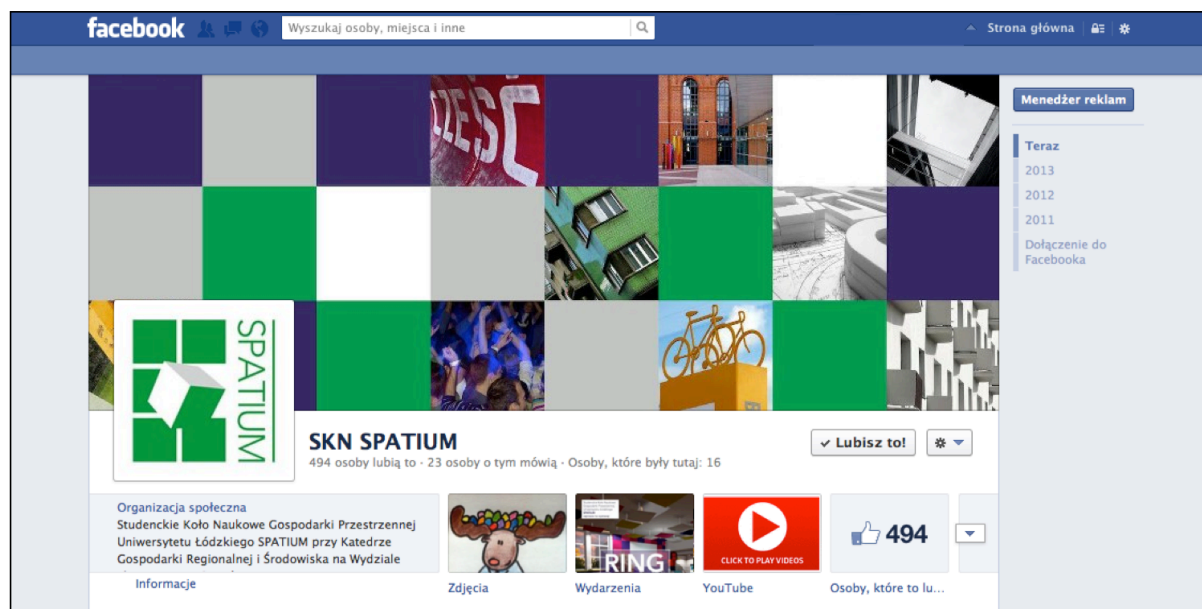 facebook
Wyszukaj osoby, miejsca i inne
Strona główna
Menedżer reklam
Teraz
2013
2012
2011
Dołączenie do
Facebooka
SPATIUM
SKN SPATIUM
494 osoby lubią to · 23 osoby o tym mówią · Osoby, które były tutaj: 16
✓ Lubisz to!
Organizacja społeczna
Studenckie Koło Naukowe Gospodarki Przestrzennej
Uniwersytetu Łódzkiego SPATIUM przy Katedrze
Gospodarki Regionalnej i Środowiska na Wydziale
Informacje
RING
CLICK TO PLAY VIDEOS
494
Zdjęcia
Wydarzenia
YouTube
Osoby, które to lu...